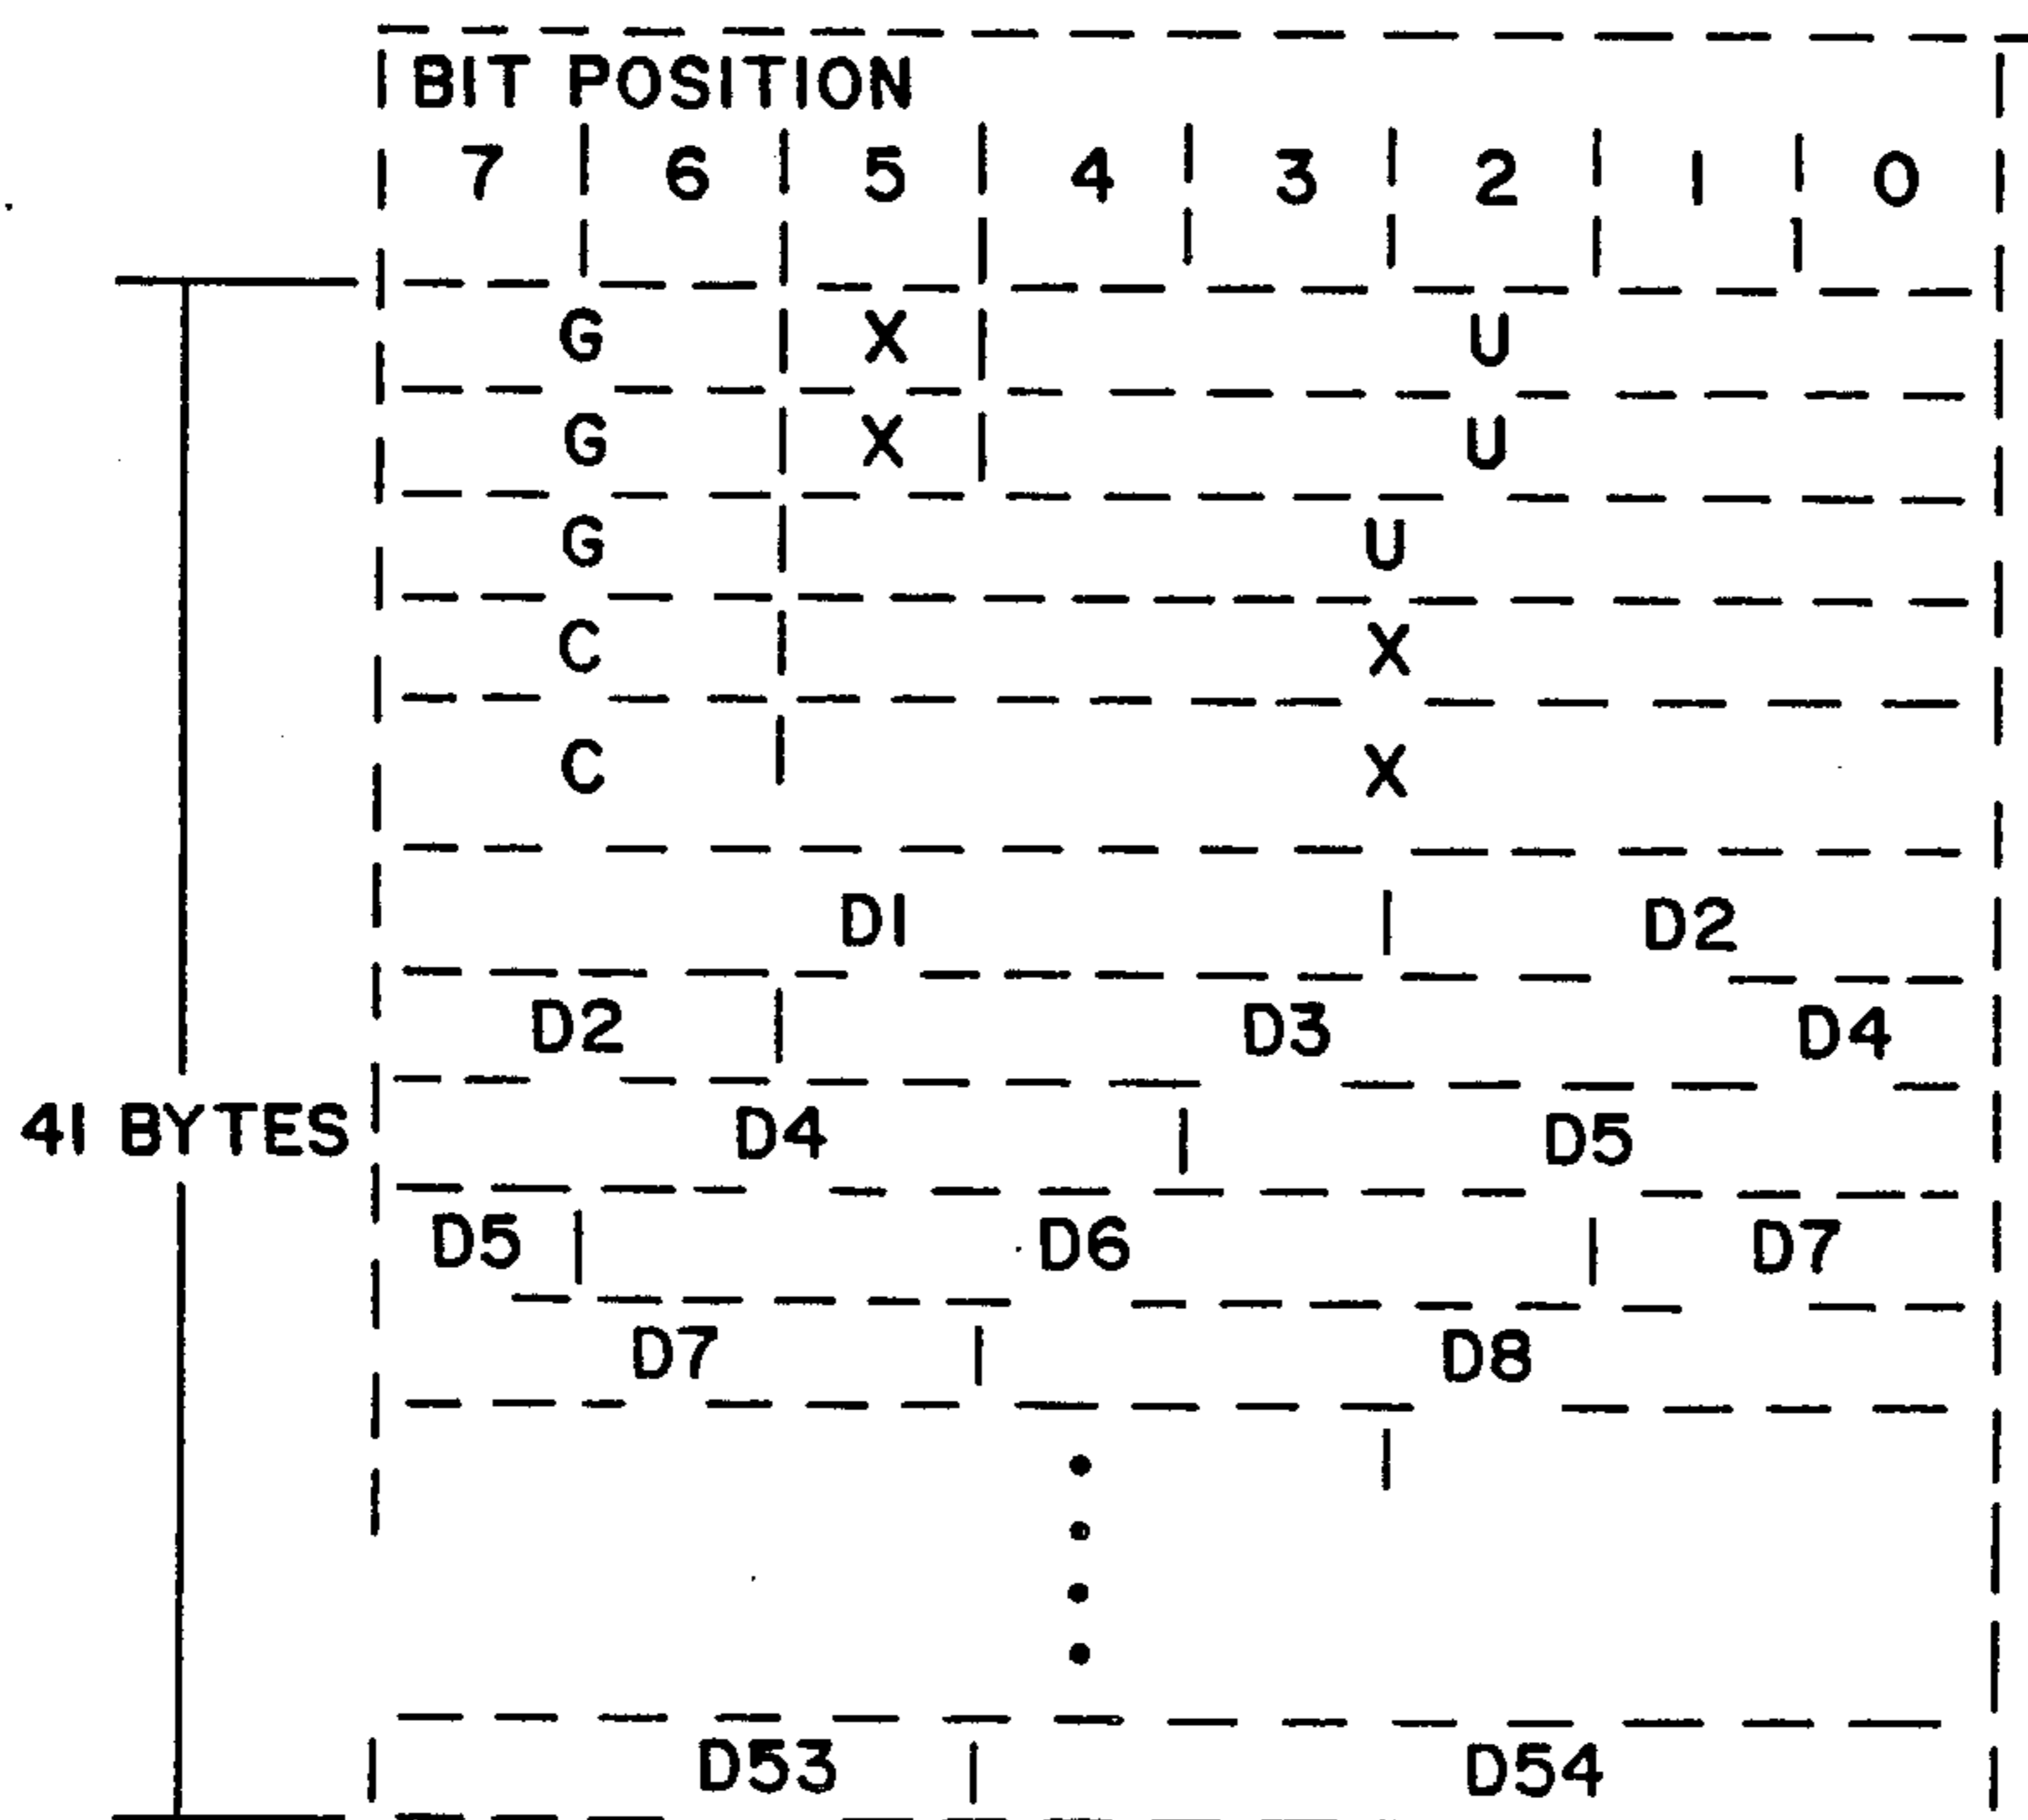 BIT POSITION
7 6 5 4 3 2 1 0
G X U
G X U
G U
C X
C X
D1 D2
D2 D3 D4
41 BYTES
D4 D5
D5 D6 D7
D7 D8
D53 D54